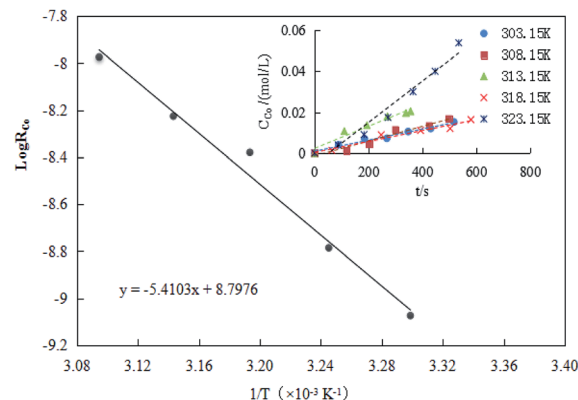 -7.8
-8
-8.2
-8.4
-8.6
-8.8
-9
-9.2
LogR_Co
3.08
3.12
3.16
3.20
3.24
3.28
3.32
3.36
3.40
1/T（×10⁻³ K⁻¹）
y = -5.4103x + 8.7976
0.06
0.04
0.02
0
C_Co /(mol/L)
0
200
400
600
800
t/s
303.15K
308.15K
313.15K
318.15K
323.15K